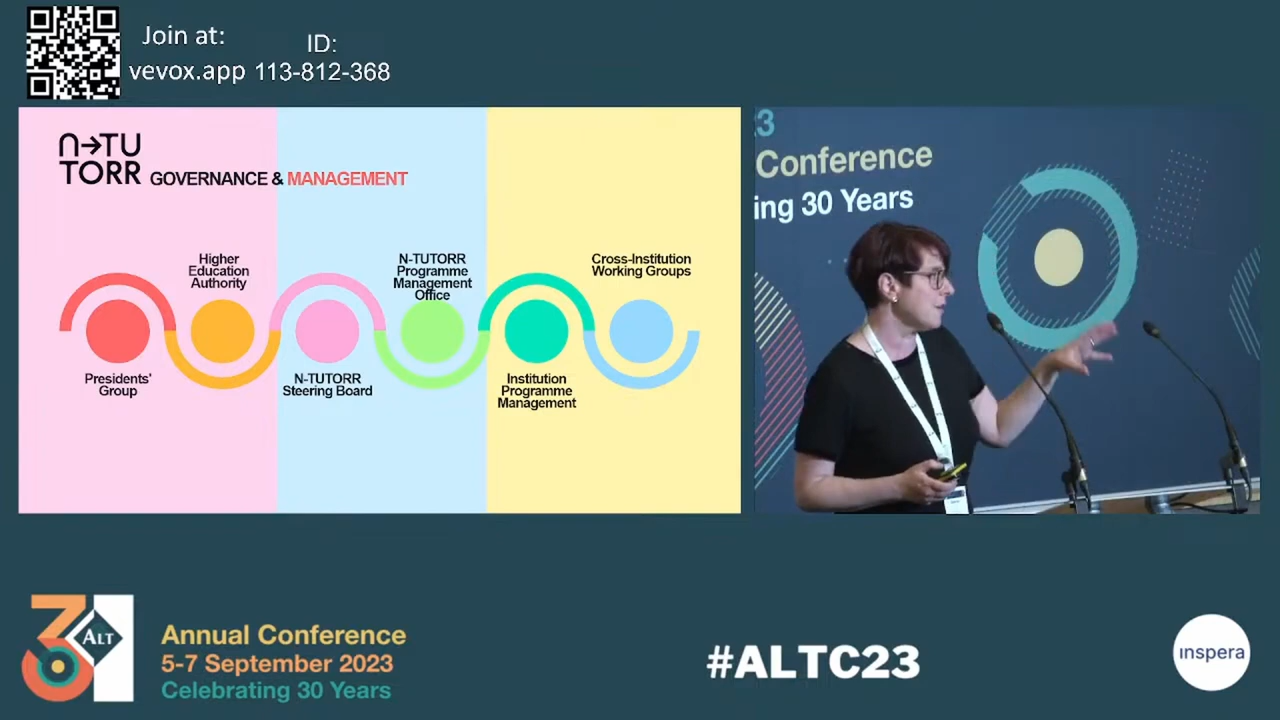 Join at:
vevox.app
ID:
113-812-368
n→TU
TORR
GOVERNANCE & MANAGEMENT
Higher
Education
Authority
N-TUTORR
Programme
Management
Office
Cross-Institution
Working Groups
Presidents'
Group
N-TUTORR
Steering Board
Institution
Programme
Management
3
Conference
ing 30 Years
ALT
Annual Conference
5-7 September 2023
Celebrating 30 Years
#ALTC23
inspera